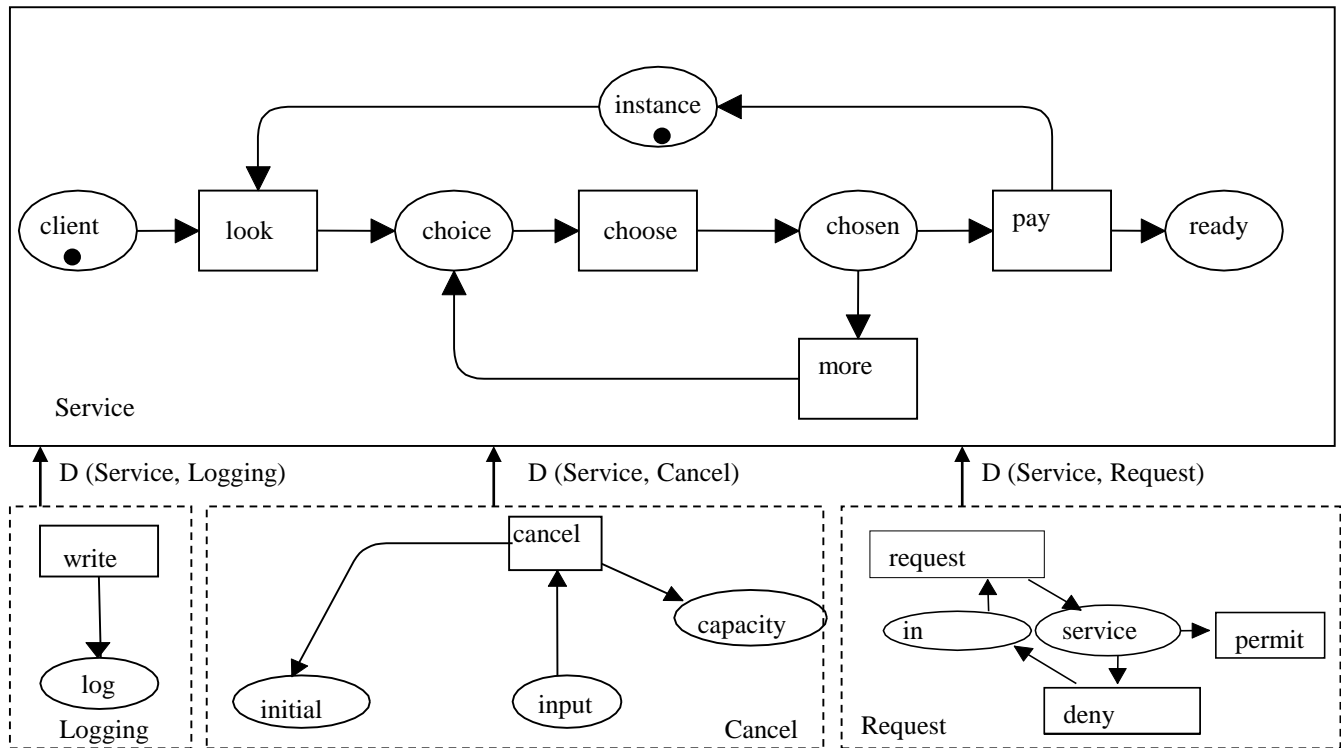 instance
client
look
choice
choose
chosen
pay
ready
more
Service
D (Service, Logging)
D (Service, Cancel)
D (Service, Request)
write
log
Logging
cancel
capacity
initial
input
Cancel
request
in
service
permit
deny
Request